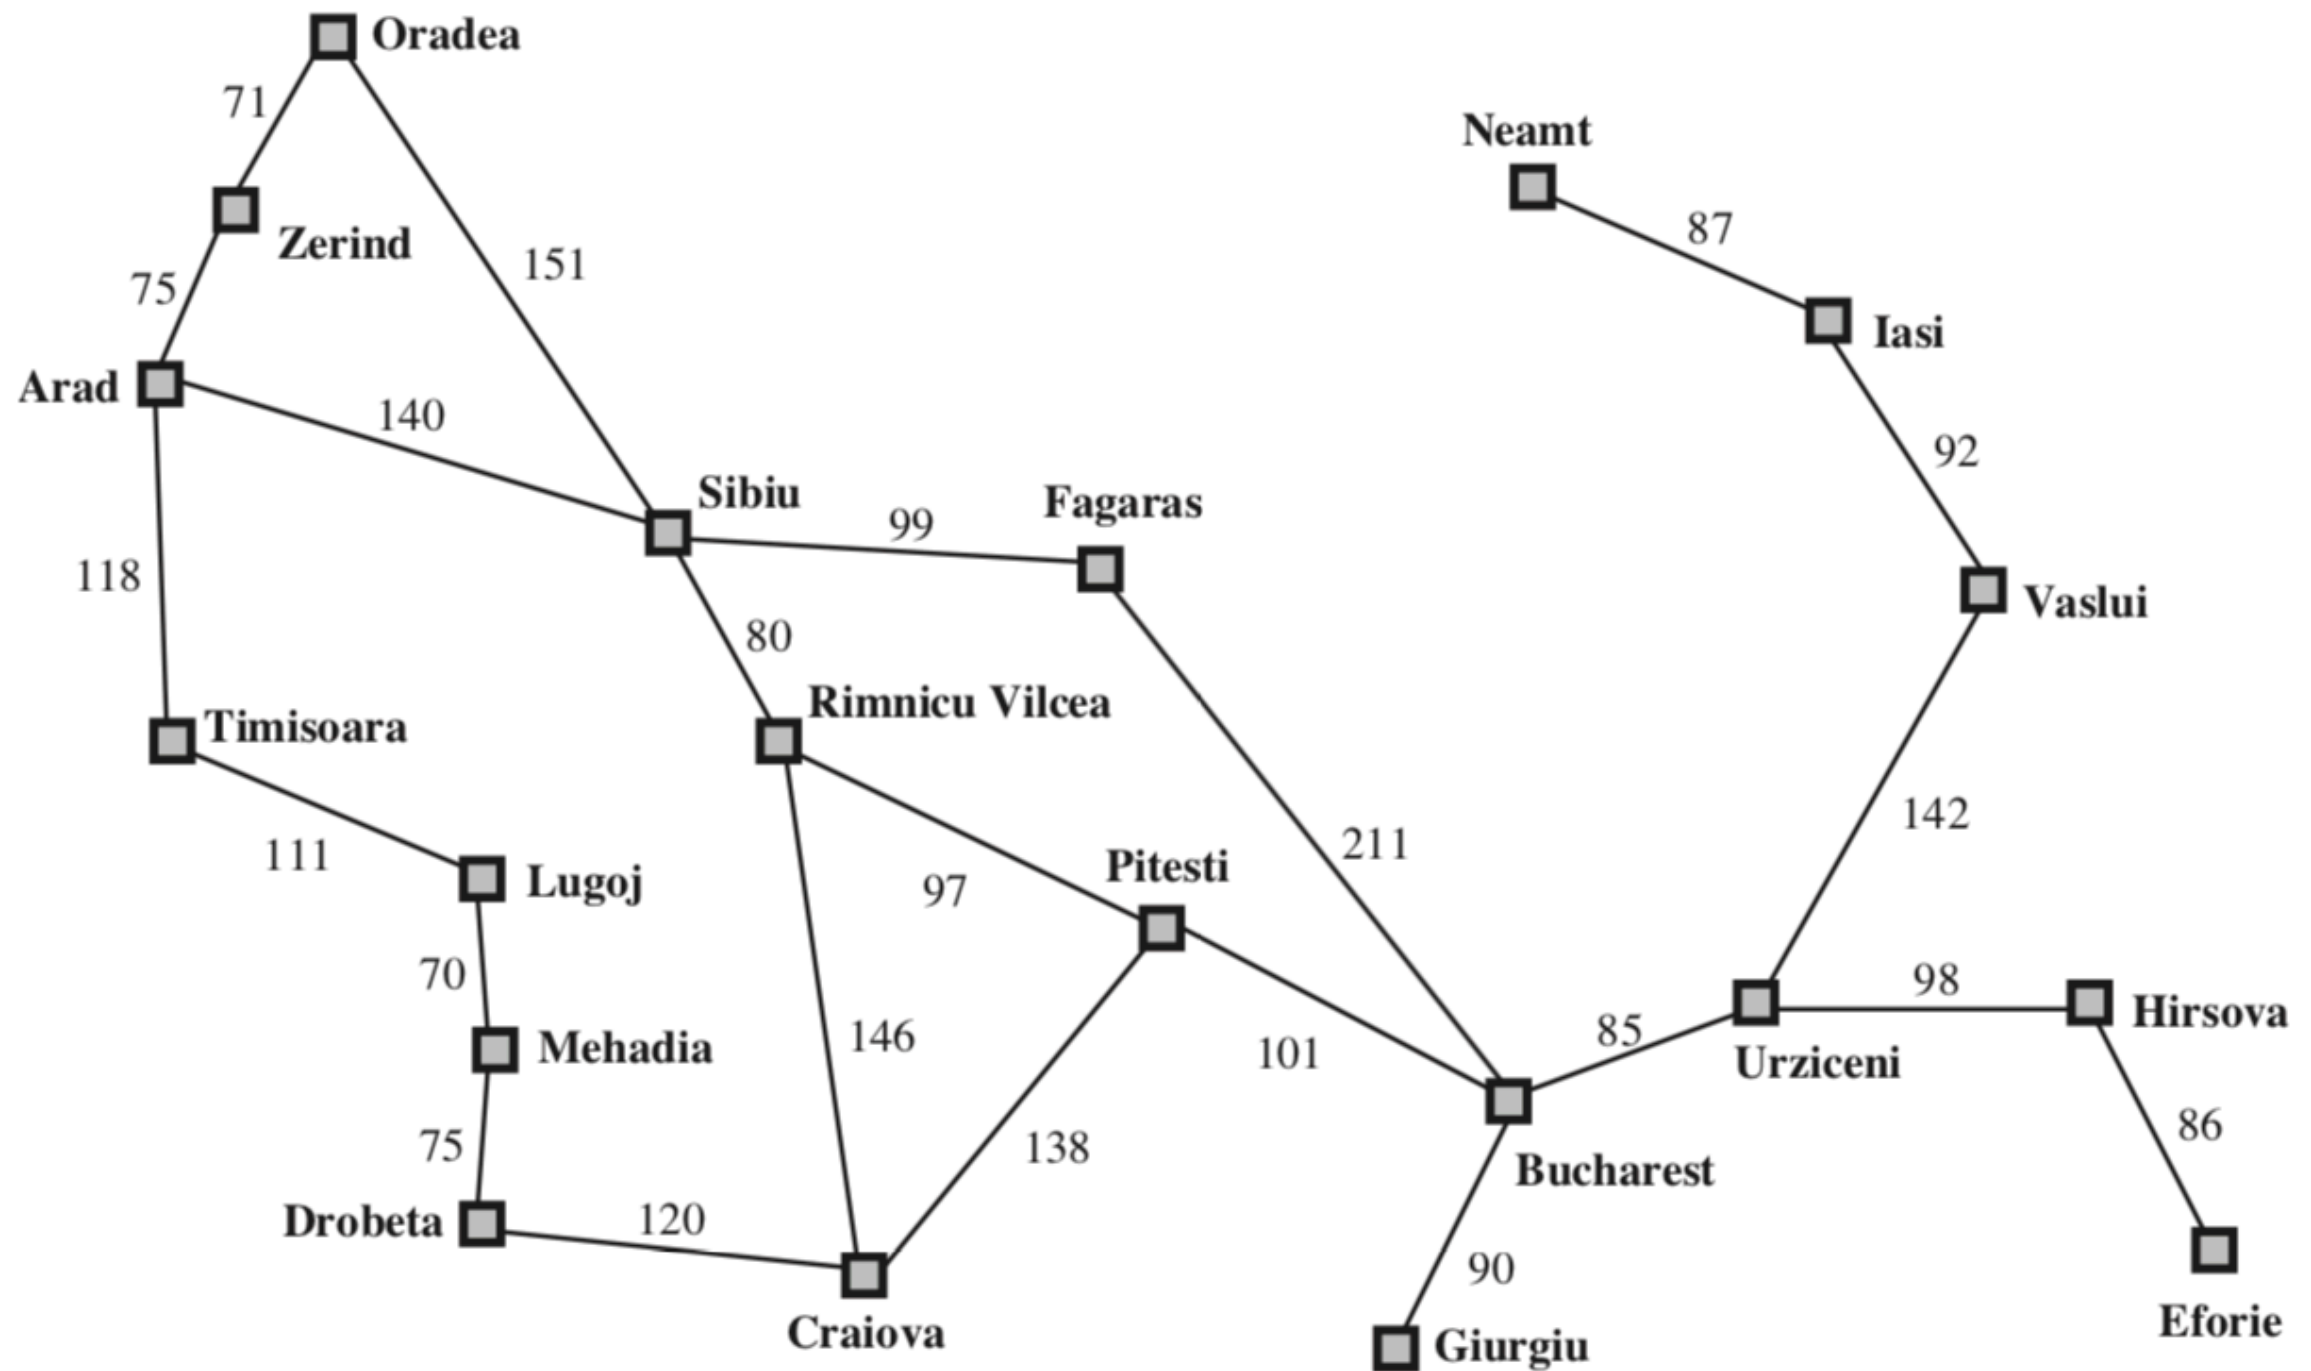 Oradea
71
Neamt
87
Zerind
151
75
Iasi
Arad
140
92
Sibiu
Fagaras
99
118
Vaslui
80
Rimnicu Vilcea
Timisoara
142
211
111
Pitesti
Lugoj
97
70
98
Hirsova
85
146
101
Mehadia
Urziceni
86
75
138
Bucharest
Drobeta
120
90
Eforie
Craiova
Giurgiu